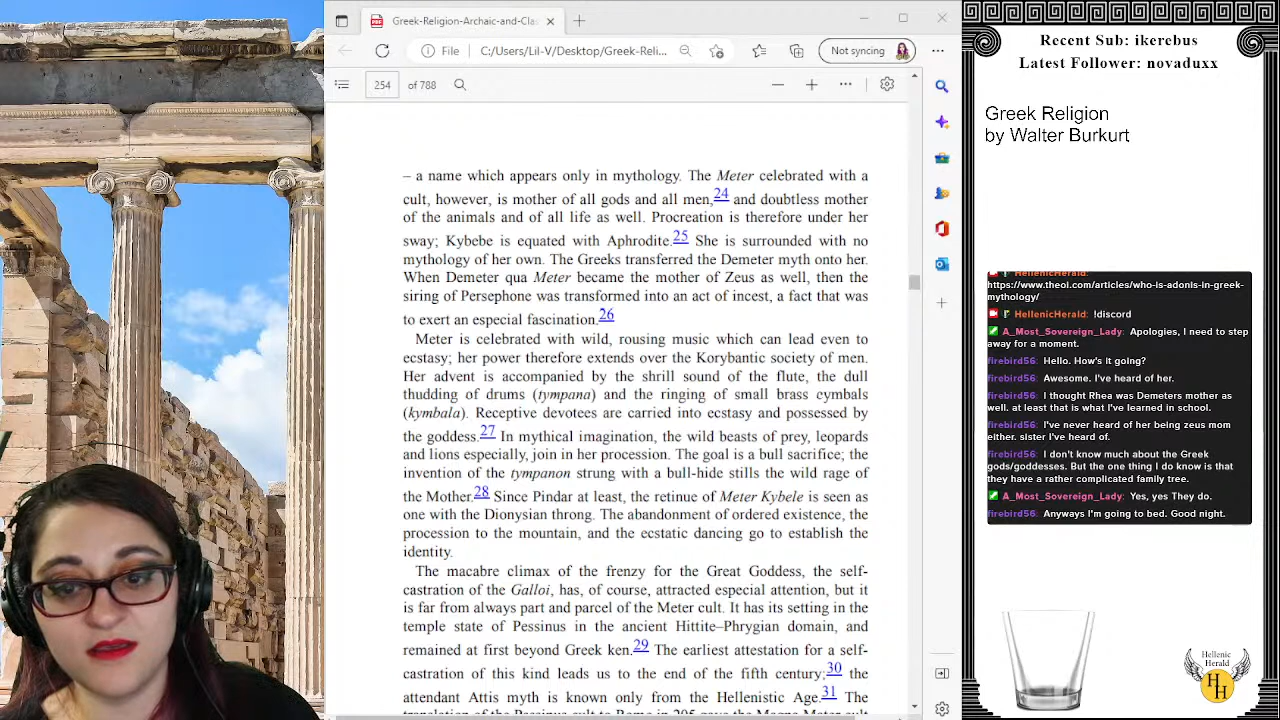 Greek-Religion-Archaic-and-Cla
Not syncing
File
C:/Users/Lil-V/Desktop/Greek-Reli...
254 of 788
– a name which appears only in mythology. The Meter celebrated with a
cult, however, is mother of all gods and all men,24 and doubtless mother
of the animals and of all life as well. Procreation is therefore under her
sway; Kybebe is equated with Aphrodite.25 She is surrounded with no
mythology of her own. The Greeks transferred the Demeter myth onto her.
When Demeter qua Meter became the mother of Zeus as well, then the
siring of Persephone was transformed into an act of incest, a fact that was
to exert an especial fascination.26
Meter is celebrated with wild, rousing music which can lead even to
ecstasy; her power therefore extends over the Korybantic society of men.
Her advent is accompanied by the shrill sound of the flute, the dull
thudding of drums (tympana) and the ringing of small brass cymbals
(kymbala). Receptive devotees are carried into ecstasy and possessed by
the goddess.27 In mythical imagination, the wild beasts of prey, leopards
and lions especially, join in her procession. The goal is a bull sacrifice; the
invention of the tympanon strung with a bull-hide stills the wild rage of
the Mother.28 Since Pindar at least, the retinue of Meter Kybele is seen as
one with the Dionysian throng. The abandonment of ordered existence, the
procession to the mountain, and the ecstatic dancing go to establish the
identity.
The macabre climax of the frenzy for the Great Goddess, the self-
castration of the Galloi, has, of course, attracted especial attention, but it
is far from always part and parcel of the Meter cult. It has its setting in the
temple state of Pessinus in the ancient Hittite–Phrygian domain, and
remained at first beyond Greek ken.29 The earliest attestation for a self-
castration of this kind leads us to the end of the fifth century;30 the
attendant Attis myth is known only from the Hellenistic Age.31 The
Recent Sub: ikerebus
Latest Follower: novaduxx
Greek Religion
by Walter Burkurt
HellenicHerald:
https://www.theoi.com/articles/who-is-adonis-in-greek-
mythology/
HellenicHerald: !discord
A_Most_Sovereign_Lady: Apologies, I need to step
away for a moment.
firebird56: Hello. How's it going?
firebird56: Awesome. I've heard of her.
firebird56: I thought Rhea was Demeters mother as
well. at least that is what I've learned in school.
firebird56: I've never heard of her being zeus mom
either. sister I've heard of.
firebird56: I don't know much about the Greek
gods/goddesses. But the one thing I do know is that
they have a rather complicated family tree.
A_Most_Sovereign_Lady: Yes, yes They do.
firebird56: Anyways I'm going to bed. Good night.
Hellenic
Herald
HH